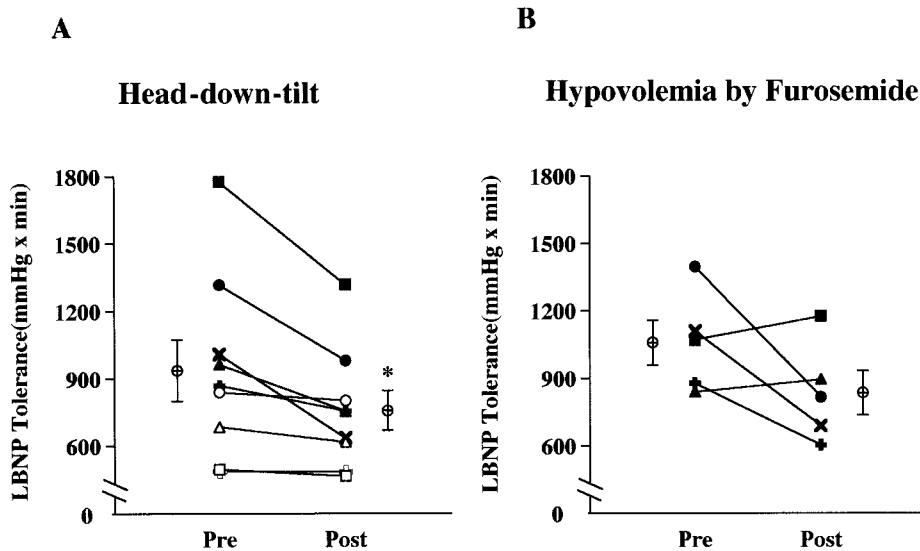 A
Head-down-tilt
LBNP Tolerance(mmHg x min)
1800
1500
1200
900
600
0
*
Pre
Post
B
Hypovolemia by Furosemide
LBNP Tolerance(mmHg x min)
1800
1500
1200
900
600
0
Pre
Post